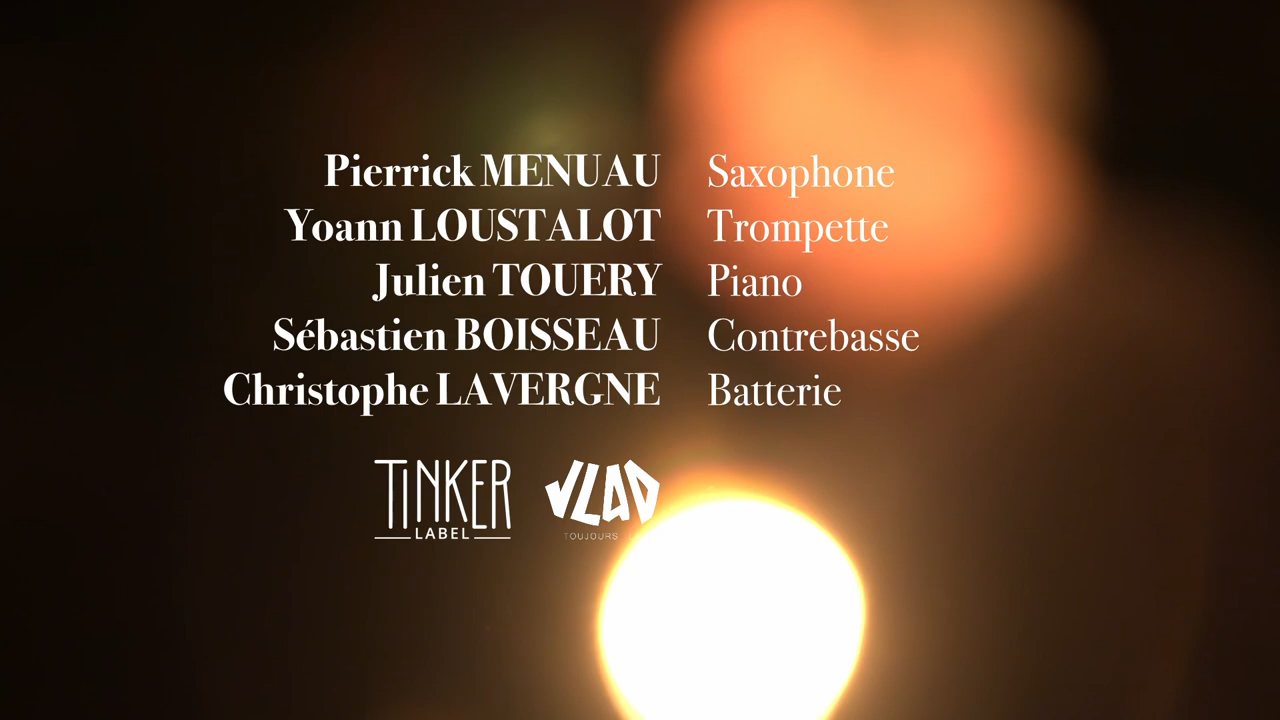 Pierrick MENUAU Saxophone
Yoann LOUSTALOT Trompette
Julien TOUERY Piano
Sébastien BOISSEAU Contrebasse
Christophe LAVERGNE Batterie
TINKER
LABEL
VLAD
TOUJOURS